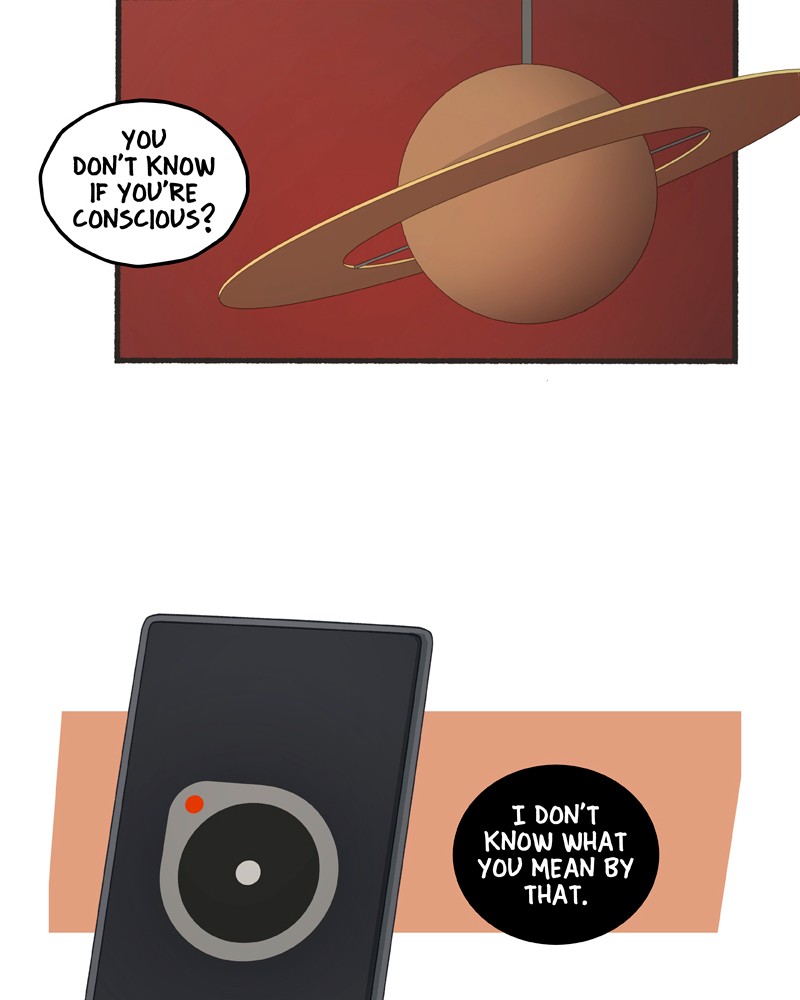 YOU
DON'T KNOW
IF YOU'RE
CONSCIOUS?
I DON'T
KNOW WHAT
YOU MEAN BY
THAT.